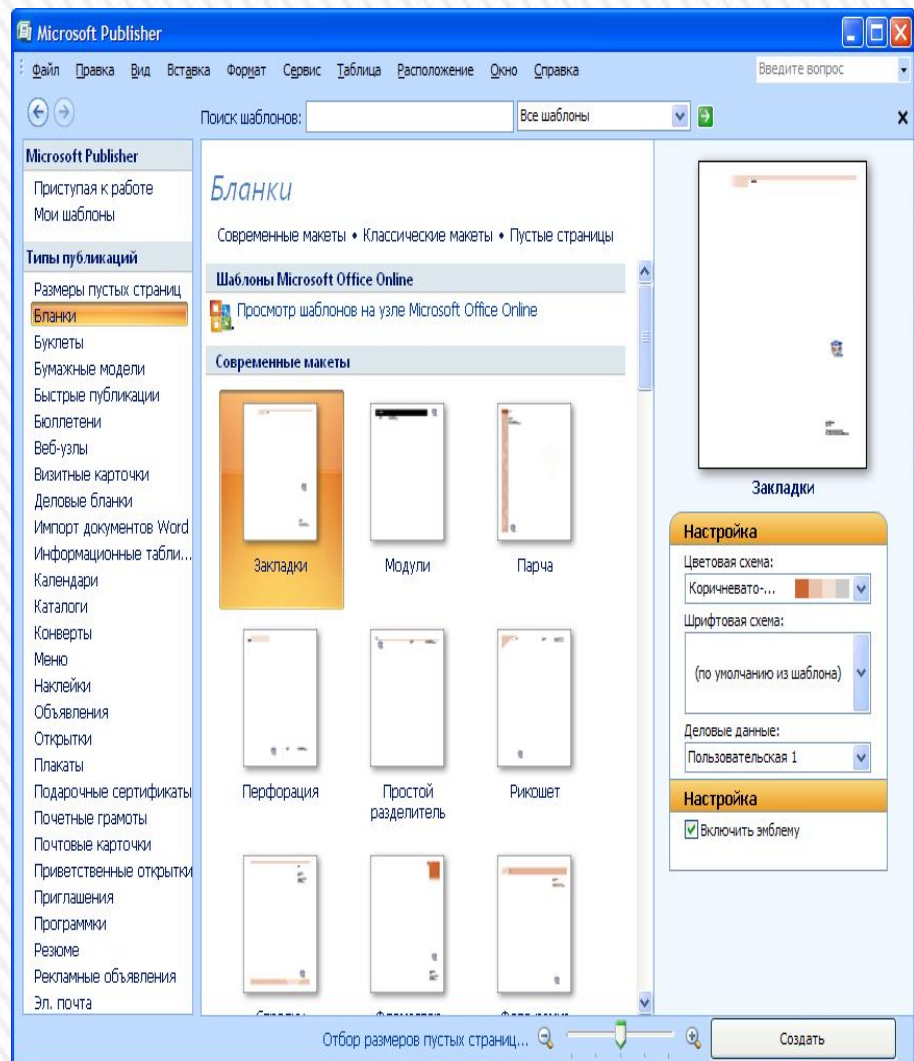 Microsoft Publisher
Файл Правка Вид Вставка Формат Сервис Таблица Расположение Окно Справка Введите вопрос
Поиск шаблонов: Все шаблоны
Microsoft Publisher
Приступая к работе
Мои шаблоны
Типы публикаций
Размеры пустых страниц
Бланки
Буклеты
Бумажные модели
Быстрые публикации
Бюллетени
Веб-узлы
Визитные карточки
Деловые бланки
Импорт документов Word
Информационные табли...
Календари
Каталоги
Конверты
Меню
Наклейки
Объявления
Открытки
Плакаты
Подарочные сертификаты
Почетные грамоты
Почтовые карточки
Приветственные открытки
Приглашения
Программки
Резюме
Рекламные объявления
Эл. почта
Бланки
Современные макеты • Классические макеты • Пустые страницы
Шаблоны Microsoft Office Online
Просмотр шаблонов на узле Microsoft Office Online
Современные макеты
Закладки Модули Парча
Перфорация Простой разделитель Рикошет
Закладки
Настройка
Цветовая схема:
Коричневато-...
Шрифтовая схема:
(по умолчанию из шаблона)
Деловые данные:
Пользовательская 1
Настройка
Включить эмблему
Отбор размеров пустых страниц...
Создать